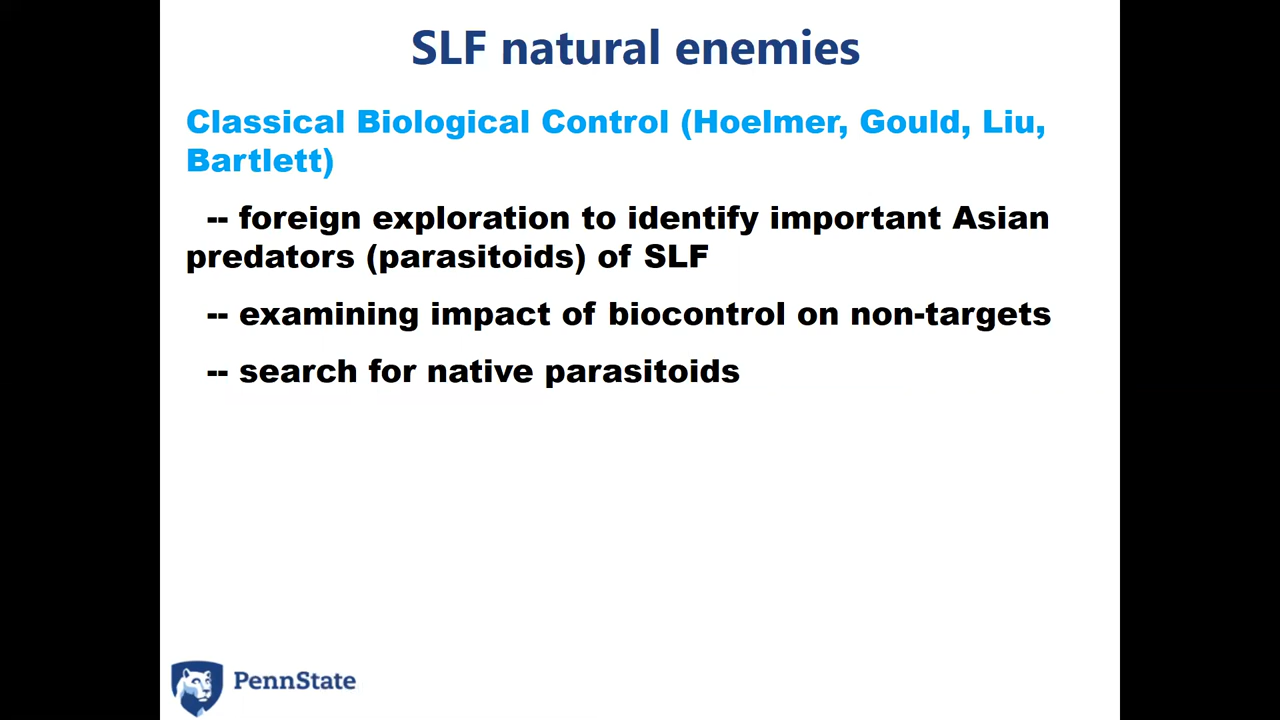 SLF natural enemies
Classical Biological Control (Hoelmer, Gould, Liu,
Bartlett)
-- foreign exploration to identify important Asian
predators (parasitoids) of SLF
-- examining impact of biocontrol on non-targets
-- search for native parasitoids
PennState